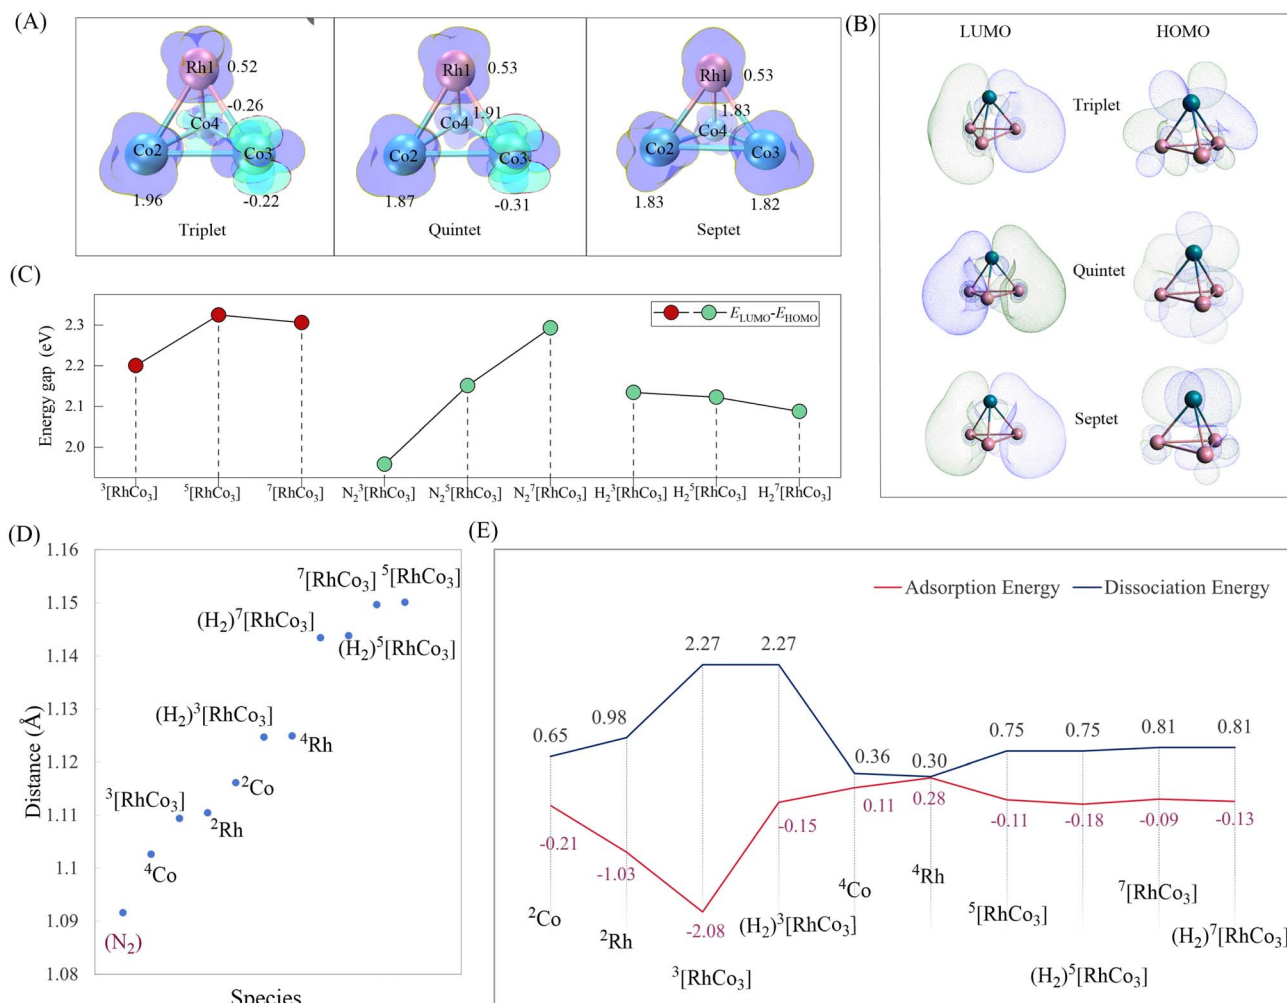 (A)
Rh1
0.52
-0.26
Co4
Co2
Co3
1.96
-0.22
Triplet
Rh1
0.53
1.91
Co4
Co2
Co3
1.87
-0.31
Quintet
Rh1
0.53
1.83
Co4
Co2
Co3
1.83
1.82
Septet
(B)
LUMO
HOMO
Triplet
Quintet
Septet
(C)
Energy gap (eV)
2.3
2.2
2.1
2.0
E_LUMO-E_HOMO
³[RhCo₃]
⁵[RhCo₃]
⁷[RhCo₃]
N₂³[RhCo₃]
N₂⁵[RhCo₃]
N₂⁷[RhCo₃]
H₂³[RhCo₃]
H₂⁵[RhCo₃]
H₂⁷[RhCo₃]
(D)
Distance (Å)
1.16
1.15
1.14
1.13
1.12
1.11
1.1
1.09
1.08
⁷[RhCo₃]
⁵[RhCo₃]
(H₂)⁷[RhCo₃]
(H₂)⁵[RhCo₃]
(H₂)³[RhCo₃]
⁴Rh
²Co
³[RhCo₃]
²Rh
⁴Co
(N₂)
Species
(E)
Adsorption Energy
Dissociation Energy
0.65
0.98
2.27
2.27
0.36
0.30
0.75
0.75
0.81
0.81
-0.21
-1.03
-2.08
-0.15
0.11
0.28
-0.11
-0.18
-0.09
-0.13
²Co
²Rh
³[RhCo₃]
(H₂)³[RhCo₃]
⁴Co
⁴Rh
⁵[RhCo₃]
(H₂)⁵[RhCo₃]
⁷[RhCo₃]
(H₂)⁷[RhCo₃]